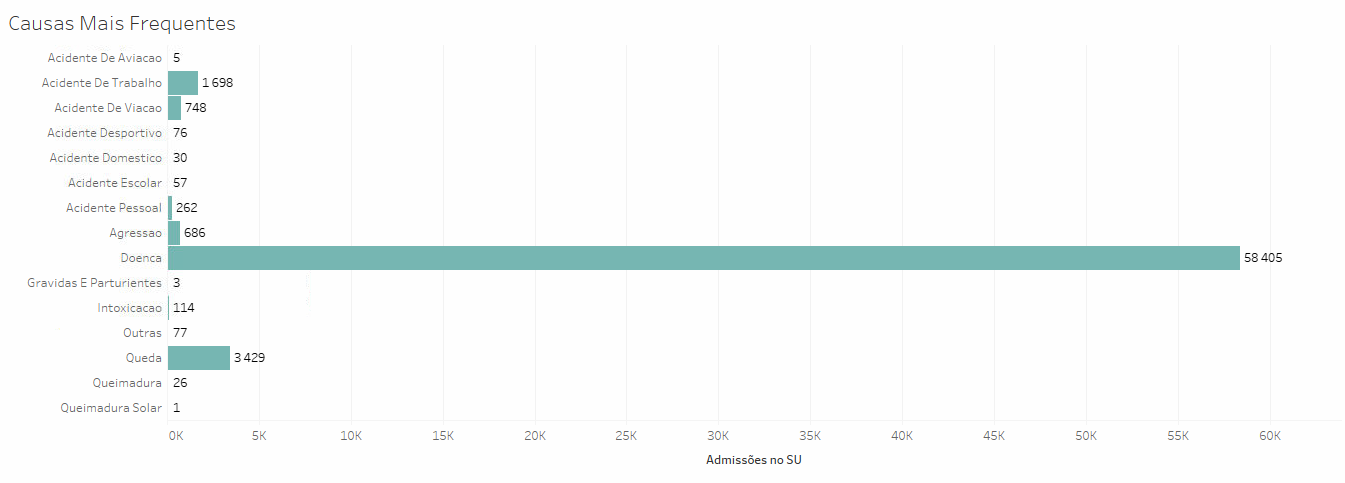 Causas Mais Frequentes
Acidente De Aviacao 5
Acidente De Trabalho 1 698
Acidente De Viacao 748
Acidente Desportivo 76
Acidente Domestico 30
Acidente Escolar 57
Acidente Pessoal 262
Agressao 686
Doenca 58 405
Gravidas E Parturientes 3
Intoxicacao 114
Outras 77
Queda 3 429
Queimadura 26
Queimadura Solar 1
0K 5K 10K 15K 20K 25K 30K 35K 40K 45K 50K 55K 60K
Admissões no SU